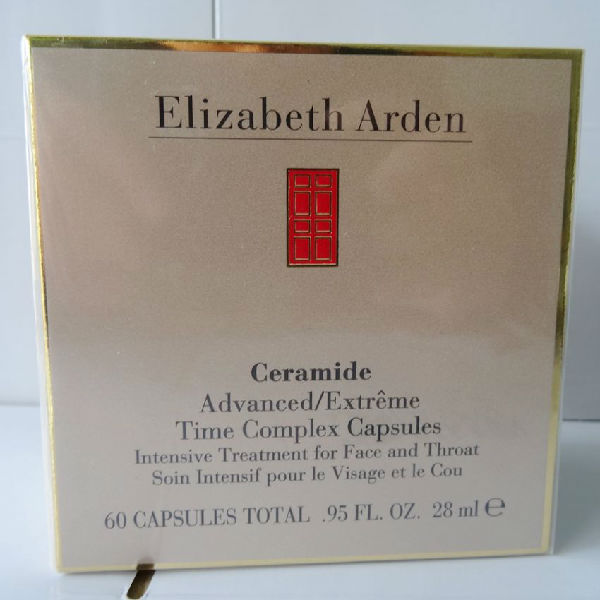 Elizabeth Arden
Ceramide
Advanced/Extrême
Time Complex Capsules
Intensive Treatment for Face and Throat
Soin Intensif pour le Visage et le Cou
60 CAPSULES TOTAL .95 FL. OZ. 28 ml ℮